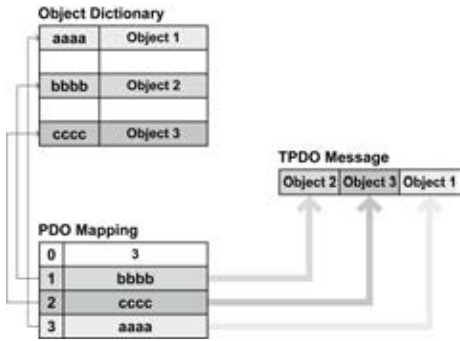 Object Dictionary
aaaa Object 1
bbbb Object 2
cccc Object 3
TPDO Message
Object 2 Object 3 Object 1
PDO Mapping
0 3
1 bbbb
2 cccc
3 aaaa